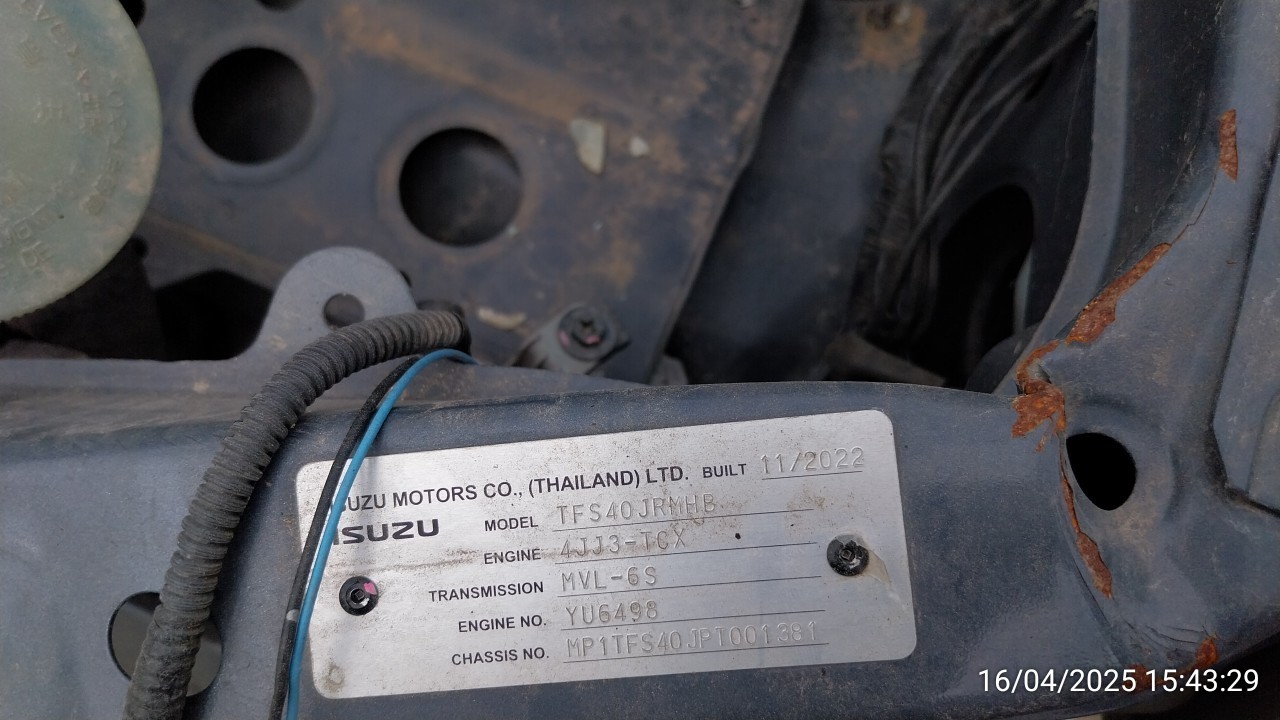 SUZU MOTORS CO., (THAILAND) LTD. BUILT 11/2022
ISUZU MODEL TFS40JRMHB
ENGINE 4JJ3-TCX
TRANSMISSION MVL-6S
ENGINE NO. YU6498
CHASSIS NO. MP1TFS40JPT001381
16/04/2025 15:43:29